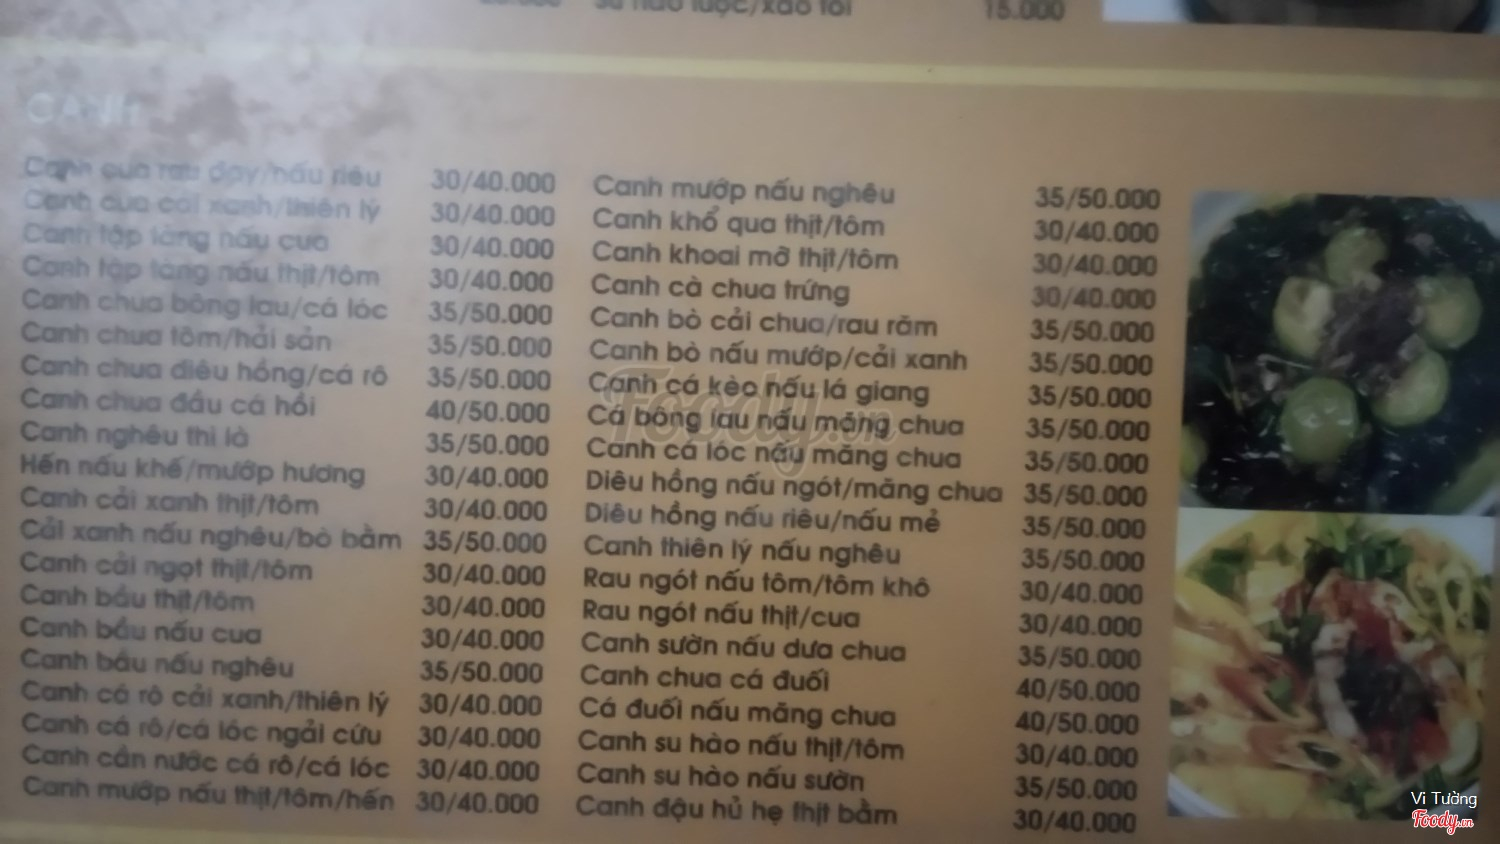 su hào luộc/xào tỏi 15.000
CANH
Canh cua rau đay/nấu riêu 30/40.000
Canh cua cải xanh/thiên lý 30/40.000
Canh tập tàng nấu cua 30/40.000
Canh tập tàng nấu thịt/tôm 30/40.000
Canh chua bông lau/cá lóc 35/50.000
Canh chua tôm/hải sản 35/50.000
Canh chua diêu hồng/cá rô 35/50.000
Canh chua đầu cá hồi 40/50.000
Canh nghêu thì là 35/50.000
Hến nấu khế/mướp hương 30/40.000
Canh cải xanh thịt/tôm 30/40.000
Cải xanh nấu nghêu/bò bằm 35/50.000
Canh cải ngọt thịt/tôm 30/40.000
Canh bầu thịt/tôm 30/40.000
Canh bầu nấu cua 30/40.000
Canh bầu nấu nghêu 35/50.000
Canh cá rô cải xanh/thiên lý 30/40.000
Canh cá rô/cá lóc ngải cứu 30/40.000
Canh cần nước cá rô/cá lóc 30/40.000
Canh mướp nấu thịt/tôm/hến 30/40.000
Canh mướp nấu nghêu 35/50.000
Canh khổ qua thịt/tôm 30/40.000
Canh khoai mỡ thịt/tôm 30/40.000
Canh cà chua trứng 30/40.000
Canh bò cải chua/rau răm 35/50.000
Canh bò nấu mướp/cải xanh 35/50.000
Canh cá kèo nấu lá giang 35/50.000
Cá bông lau nấu măng chua 35/50.000
Canh cá lóc nấu măng chua 35/50.000
Diêu hồng nấu ngót/măng chua 35/50.000
Diêu hồng nấu riêu/nấu mẻ 35/50.000
Canh thiên lý nấu nghêu 35/50.000
Rau ngót nấu tôm/tôm khô 30/40.000
Rau ngót nấu thịt/cua 30/40.000
Canh sườn nấu dưa chua 35/50.000
Canh chua cá đuối 40/50.000
Cá đuối nấu măng chua 40/50.000
Canh su hào nấu thịt/tôm 30/40.000
Canh su hào nấu sườn 35/50.000
Canh đậu hủ hẹ thịt bằm 30/40.000
Foody.vn
Vi Tường
Foody.vn